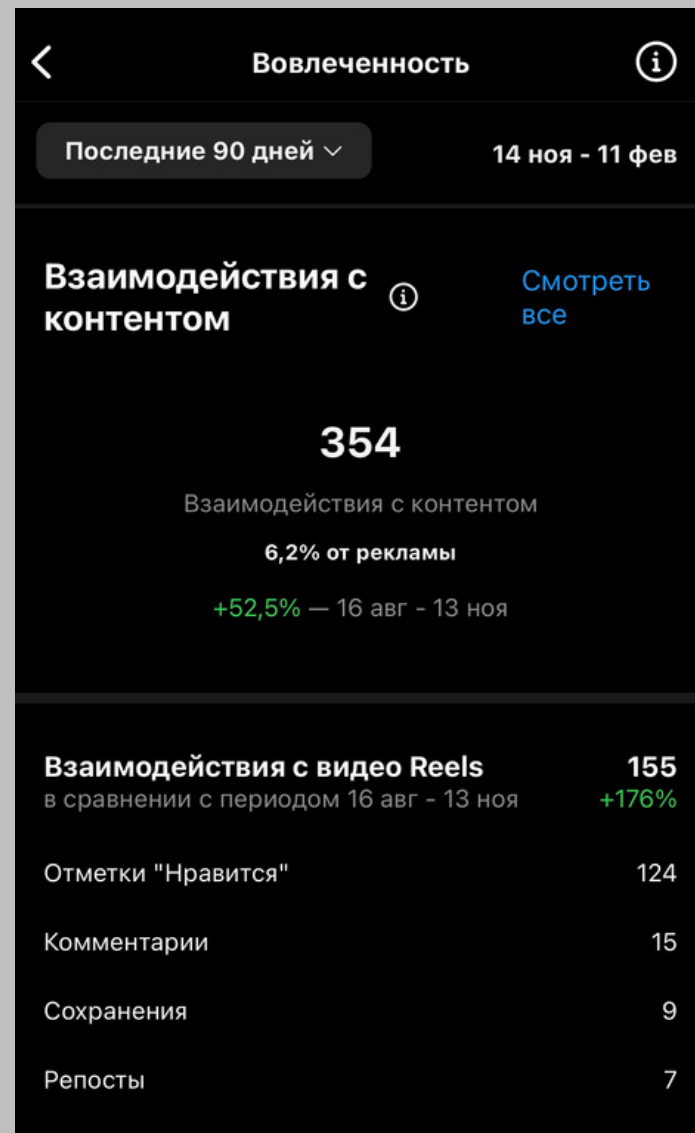 Вовлеченность
Последние 90 дней
14 ноя - 11 фев
Взаимодействия с
контентом
Смотреть
все
354
Взаимодействия с контентом
6,2% от рекламы
+52,5% — 16 авг - 13 ноя
Взаимодействия с видео Reels 155
в сравнении с периодом 16 авг - 13 ноя +176%
Отметки "Нравится" 124
Комментарии 15
Сохранения 9
Репосты 7